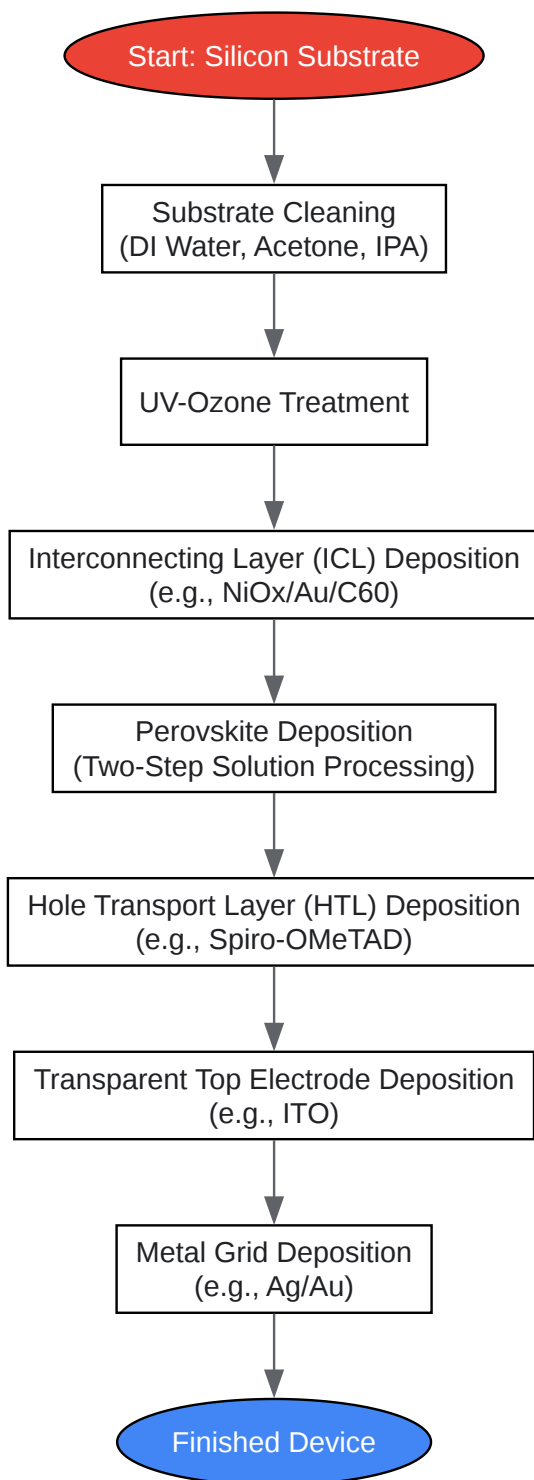 Start: Silicon Substrate
Substrate Cleaning
(DI Water, Acetone, IPA)
UV-Ozone Treatment
Interconnecting Layer (ICL) Deposition
(e.g., NiOx/Au/C60)
Perovskite Deposition
(Two-Step Solution Processing)
Hole Transport Layer (HTL) Deposition
(e.g., Spiro-OMeTAD)
Transparent Top Electrode Deposition
(e.g., ITO)
Metal Grid Deposition
(e.g., Ag/Au)
Finished Device